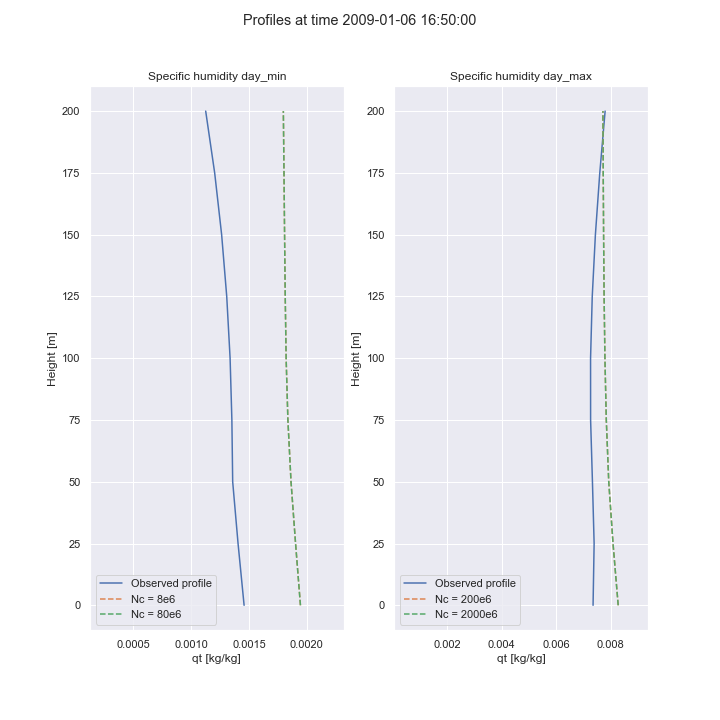 Profiles at time 2009-01-06 16:50:00
Specific humidity day_min
Specific humidity day_max
200
175
150
125
100
75
50
25
0
Height [m]
Observed profile
Nc = 8e6
Nc = 80e6
0.0005 0.0010 0.0015 0.0020
qt [kg/kg]
200
175
150
125
100
75
50
25
0
Height [m]
Observed profile
Nc = 200e6
Nc = 2000e6
0.002 0.004 0.006 0.008
qt [kg/kg]